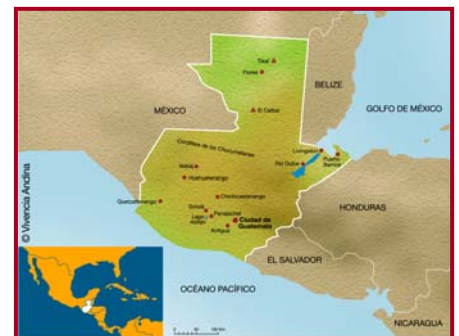 Tikal
Flores
BELIZE
El Ceibal
MÉXICO
GOLFO DE MÉXICO
Cordillera de los Chucumatanes
Livingston
Puerto
Barrios
Río Dulce
Nebaj
Huehuetenango
Chichicastenango
Quetzaltenango
Sololá
Panajachel
Lago
Atitlán
Ciudad de
Guatemala
Antigua
HONDURAS
EL SALVADOR
OCÉANO PACÍFICO
NICARAGUA
© Vivencia Andina